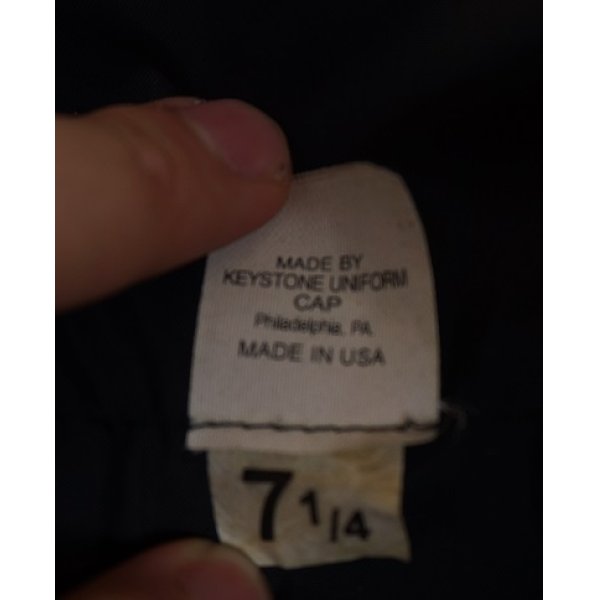 MADE BY
KEYSTONE UNIFORM
CAP
Philadelphia, PA
MADE IN USA
7 1/4